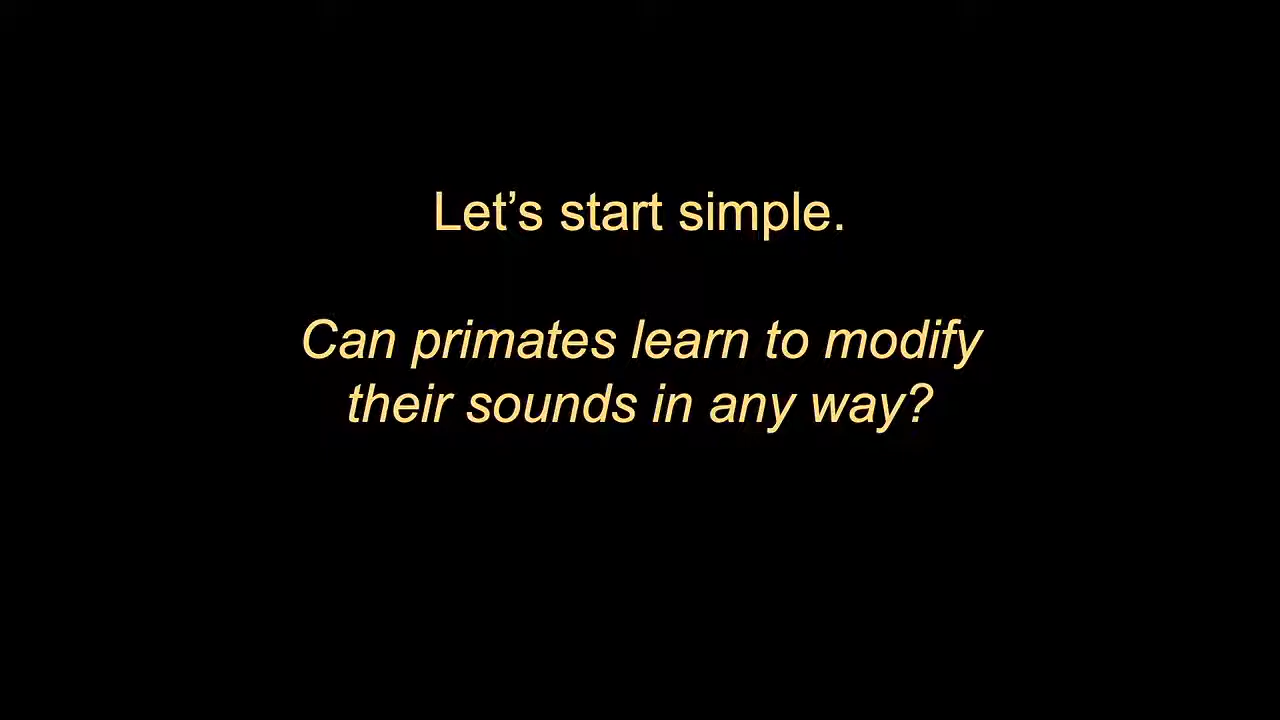 Let’s start simple.
Can primates learn to modify
their sounds in any way?